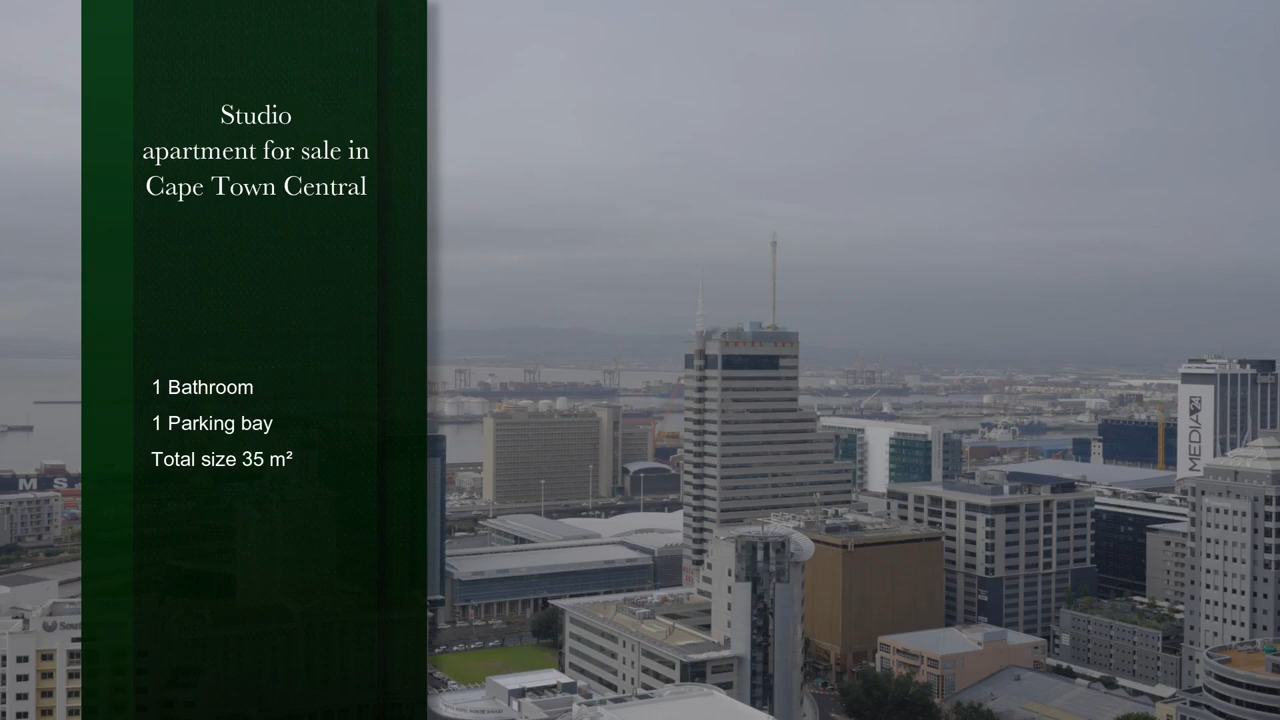 Studio
apartment for sale in
Cape Town Central
1 Bathroom
1 Parking bay
Total size 35 m²
MEDIA24
M S